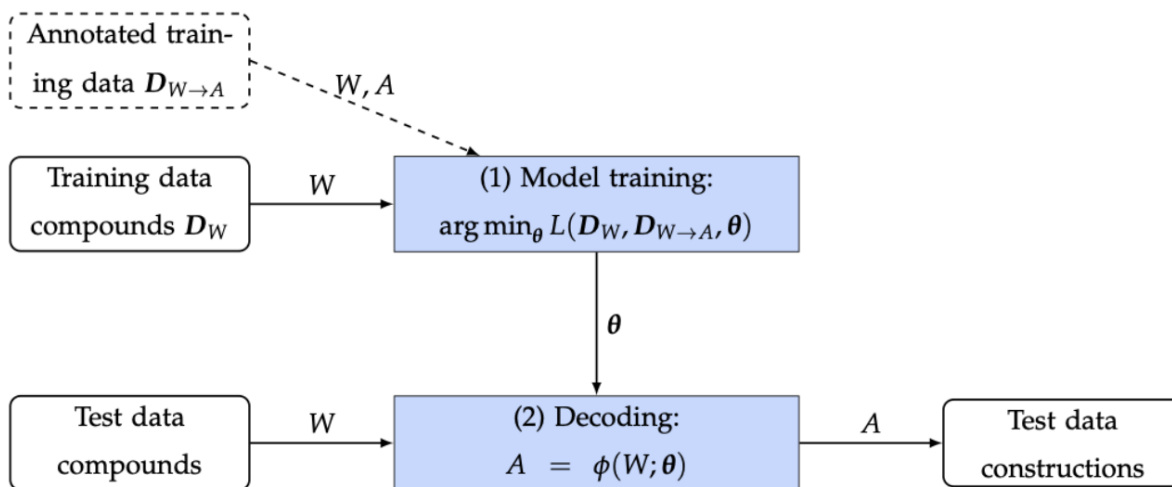 Annotated train-
ing data D_{W→A}
W, A
Training data
compounds D_W
W
(1) Model training:
arg min_θ L(D_W, D_{W→A}, θ)
θ
Test data
compounds
W
(2) Decoding:
A = ϕ(W; θ)
A
Test data
constructions